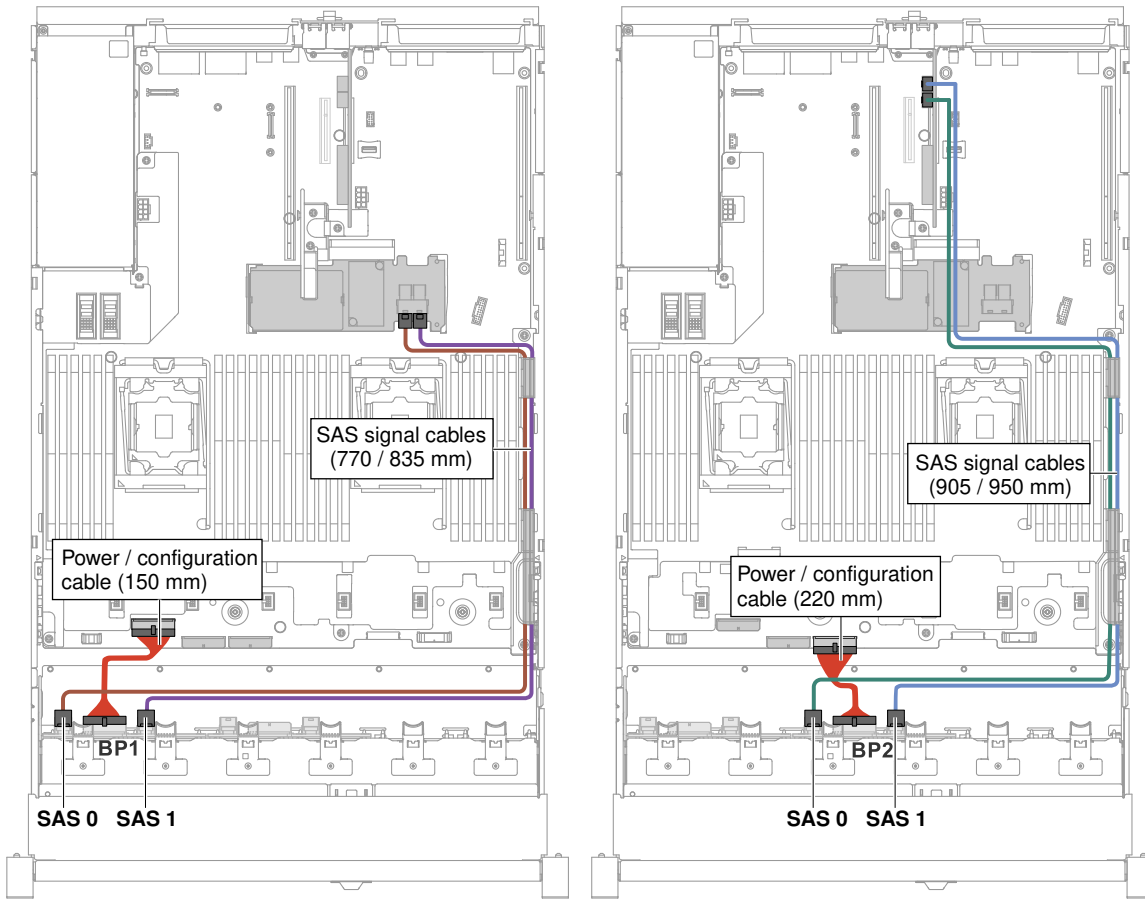 SAS signal cables
(770 / 835 mm)
Power / configuration
cable (150 mm)
BP1
SAS 0 SAS 1
SAS signal cables
(905 / 950 mm)
Power / configuration
cable (220 mm)
BP2
SAS 0 SAS 1